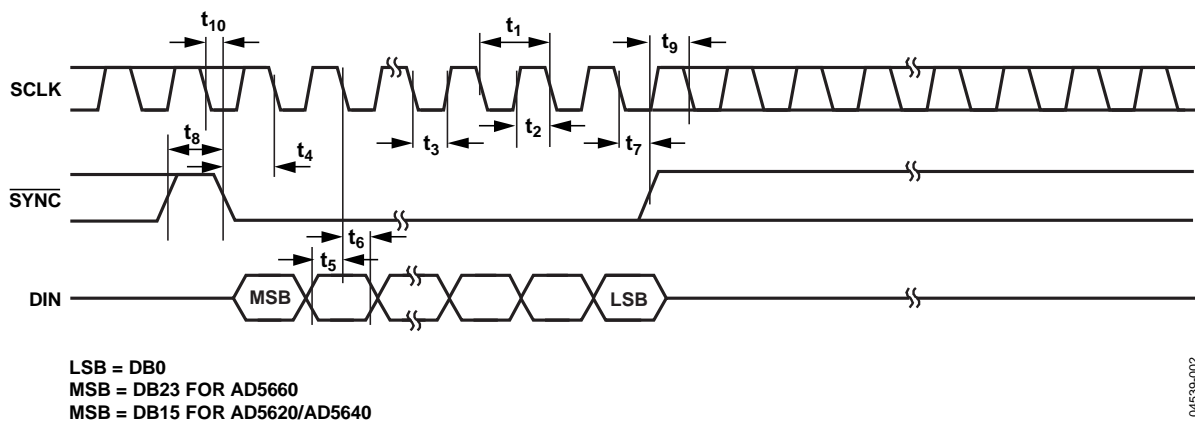 t10
t1
t9
SCLK
t8
t4
t3
t2
t7
SYNC
t6
t5
DIN
MSB
LSB
LSB = DB0
MSB = DB23 FOR AD5660
MSB = DB15 FOR AD5620/AD5640
04539-002